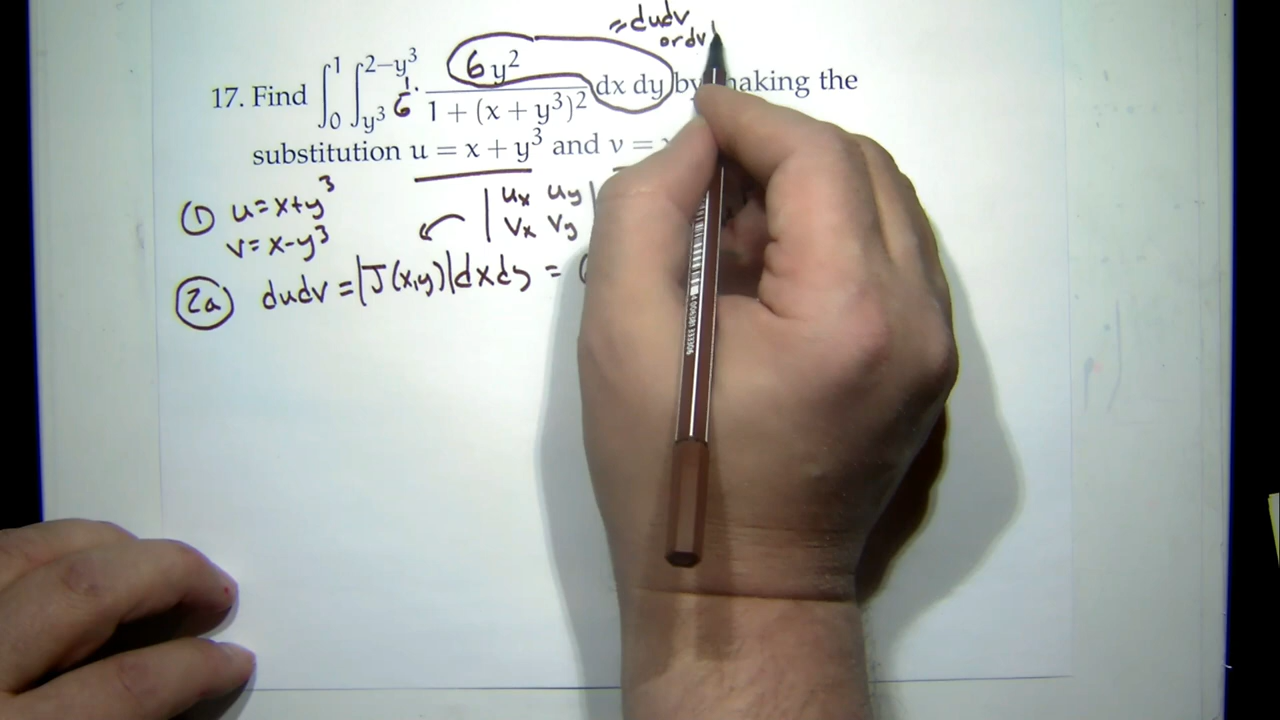 = dudv
or dv
17. Find ∫₀¹ ∫_{y³}^{2−y³} 1/6 · 6y²/(1 + (x + y³)²) dx dy by making the
substitution u = x + y³ and v =
① u = x + y³
v = x − y³
| uₓ u_y |
vₓ v_y
②a dudv = |J(x,y)| dxdy =